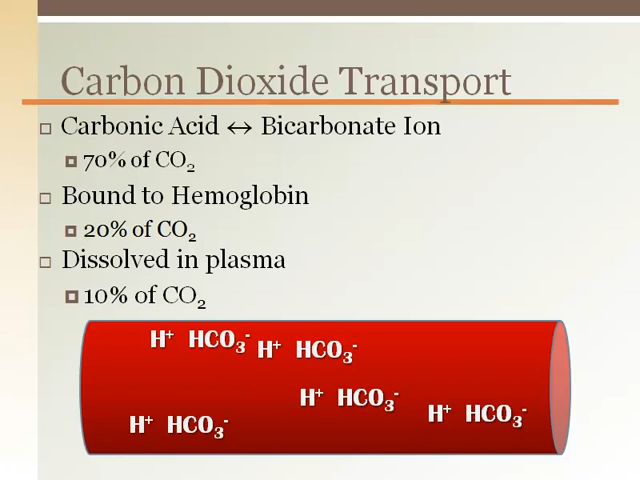 Carbon Dioxide Transport
Carbonic Acid ↔ Bicarbonate Ion
70% of CO₂
Bound to Hemoglobin
20% of CO₂
Dissolved in plasma
10% of CO₂
H⁺ HCO₃⁻
H⁺ HCO₃⁻
H⁺ HCO₃⁻
H⁺ HCO₃⁻
H⁺ HCO₃⁻